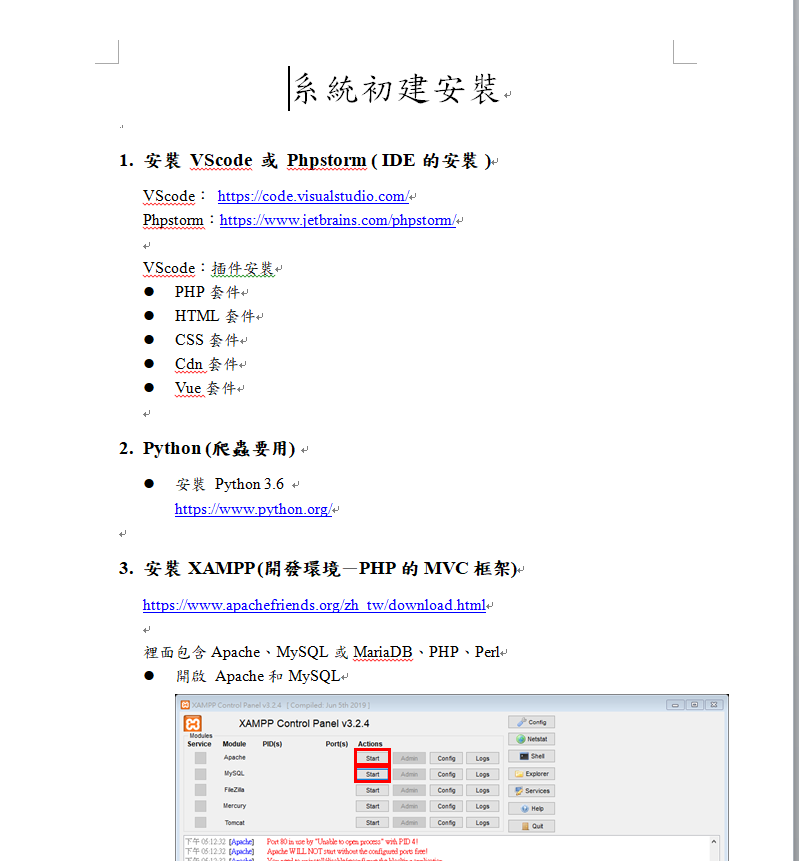 系統初建安裝
1. 安裝 VScode 或 Phpstorm ( IDE 的安裝 )
VScode： https://code.visualstudio.com/
Phpstorm：https://www.jetbrains.com/phpstorm/
VScode：插件安裝
● PHP 套件
● HTML 套件
● CSS 套件
● Cdn 套件
● Vue 套件
2. Python (爬蟲要用)
● 安裝 Python 3.6
https://www.python.org/
3. 安裝 XAMPP(開發環境－PHP 的 MVC 框架)
https://www.apachefriends.org/zh_tw/download.html
裡面包含 Apache、MySQL 或 MariaDB、PHP、Perl
● 開啟 Apache 和 MySQL
XAMPP Control Panel v3.2.4 [ Compiled: Jun 5th 2019 ]
XAMPP Control Panel v3.2.4 Config
Modules
Netstat
Service Module PID(s) Port(s) Actions
Apache Start Admin Config Logs Shell
MySQL Start Admin Config Logs Explorer
FileZilla Start Admin Config Logs Services
Mercury Start Admin Config Logs Help
Tomcat Start Admin Config Logs Quit
下午 05:12:32 [Apache] Port 80 in use by "Unable to open process" with PID 4!
下午 05:12:32 [Apache] Apache WILL NOT start without the configured ports free!